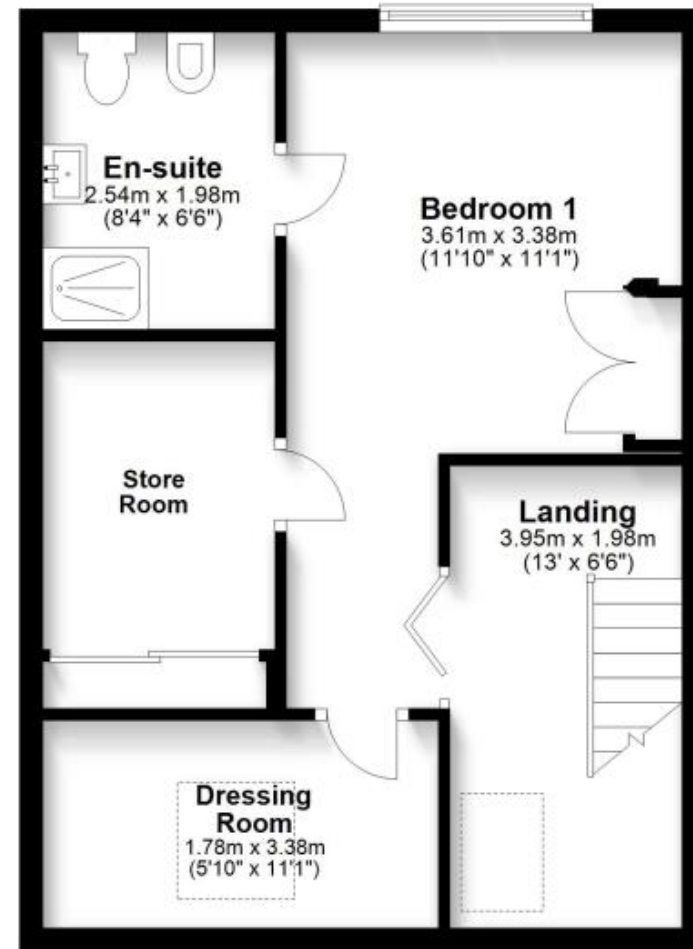 En-suite
2.54m x 1.98m
(8'4" x 6'6")
Bedroom 1
3.61m x 3.38m
(11'10" x 11'1")
Store
Room
Landing
3.95m x 1.98m
(13' x 6'6")
Dressing
Room
1.78m x 3.38m
(5'10" x 11'1")